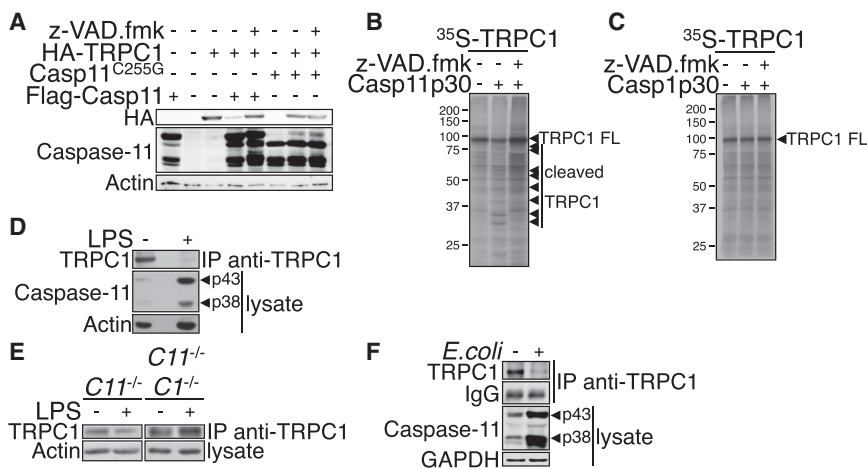 A
z-VAD.fmk - - - - + - - +
HA-TRPC1 - - + + + - + +
Casp11C255G - - - - - + + +
Flag-Casp11 + - - + + - - -
HA
Caspase-11
Actin
B
35S-TRPC1
z-VAD.fmk - - +
Casp11p30 - + +
200
150
100
75
50
37
25
TRPC1 FL
cleaved
TRPC1
C
35S-TRPC1
z-VAD.fmk - - +
Casp1p30 - + +
200
150
100
75
50
37
25
TRPC1 FL
D
LPS - +
TRPC1 IP anti-TRPC1
Caspase-11 p43
p38 lysate
Actin
E
C11-/-
C11-/- C1-/-
LPS - + - +
TRPC1 IP anti-TRPC1
Actin lysate
F
E.coli - +
TRPC1
IgG IP anti-TRPC1
Caspase-11 p43
p38 lysate
GAPDH